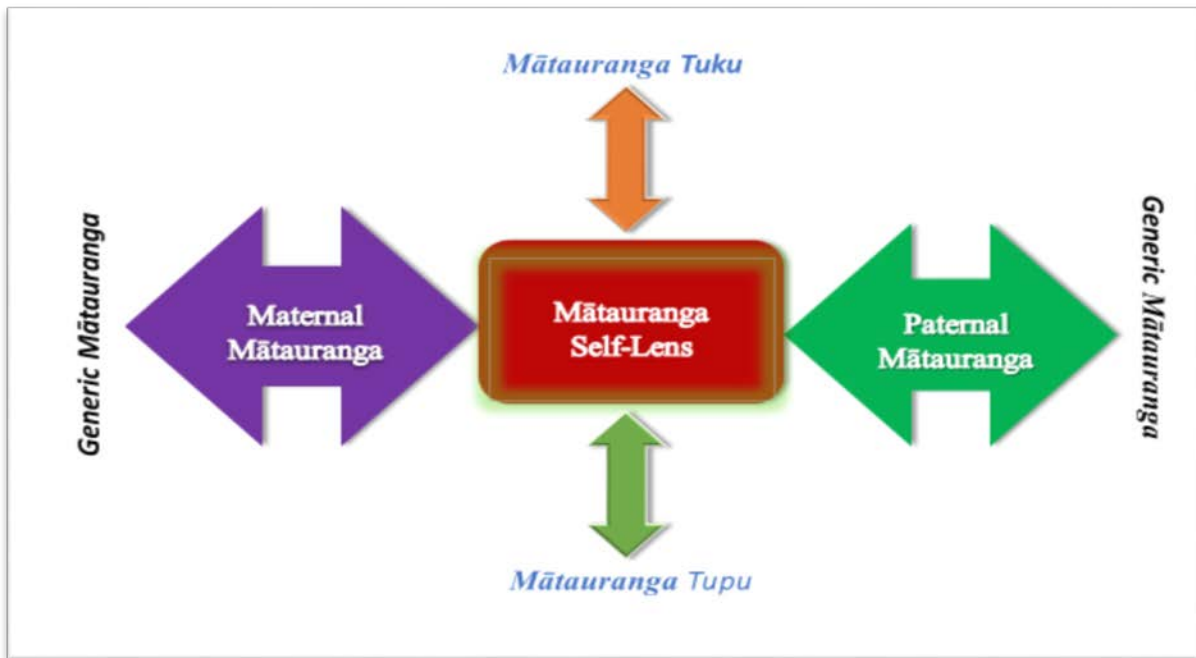 Mātauranga Tuku
Generic Mātauranga
Maternal
Mātauranga
Mātauranga
Self-Lens
Paternal
Mātauranga
Generic Mātauranga
Mātauranga Tupu